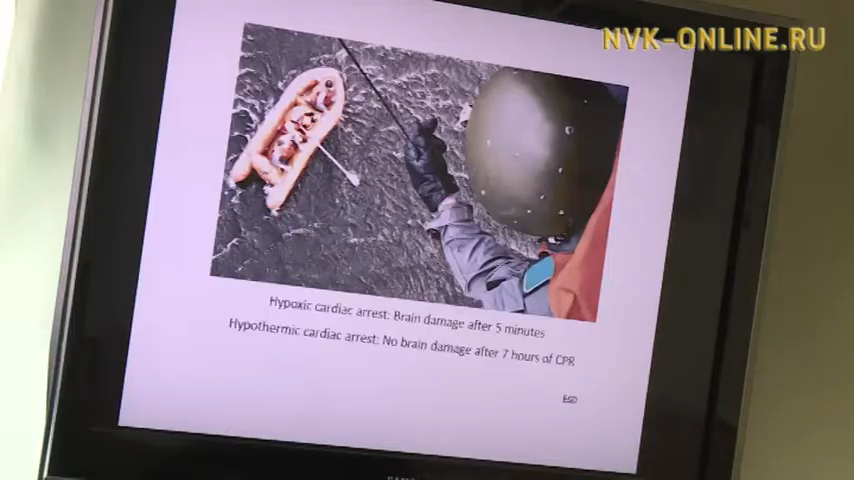 NVK-ONLINE.RU
Hypoxic cardiac arrest: Brain damage after 5 minutes
Hypothermic cardiac arrest: No brain damage after 7 hours of CPR